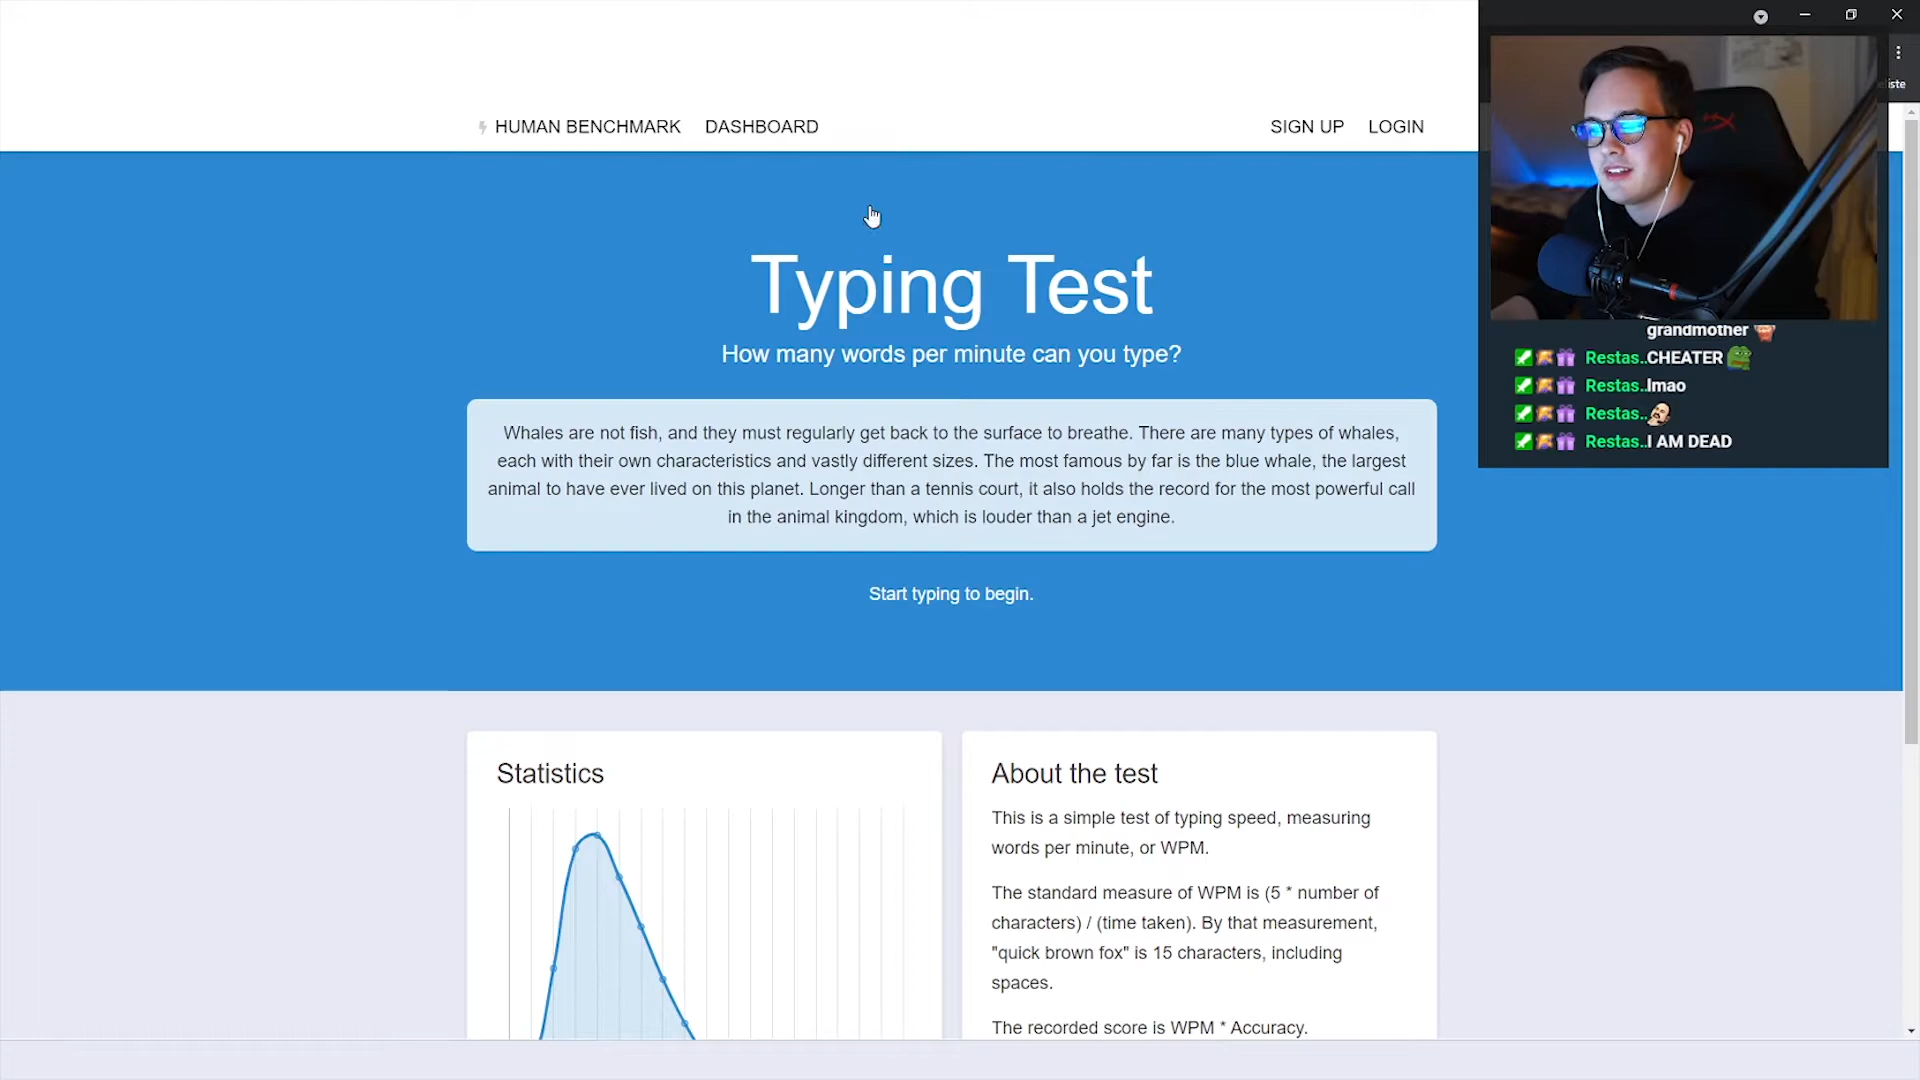 HUMAN BENCHMARK DASHBOARD SIGN UP LOGIN
Typing Test
How many words per minute can you type?
Whales are not fish, and they must regularly get back to the surface to breathe. There are many types of whales,
each with their own characteristics and vastly different sizes. The most famous by far is the blue whale, the largest
animal to have ever lived on this planet. Longer than a tennis court, it also holds the record for the most powerful call
in the animal kingdom, which is louder than a jet engine.
Start typing to begin.
Statistics
About the test
This is a simple test of typing speed, measuring
words per minute, or WPM.
The standard measure of WPM is (5 * number of
characters) / (time taken). By that measurement,
"quick brown fox" is 15 characters, including
spaces.
The recorded score is WPM * Accuracy.
grandmother
Restas..CHEATER
Restas..lmao
Restas..
Restas..I AM DEAD